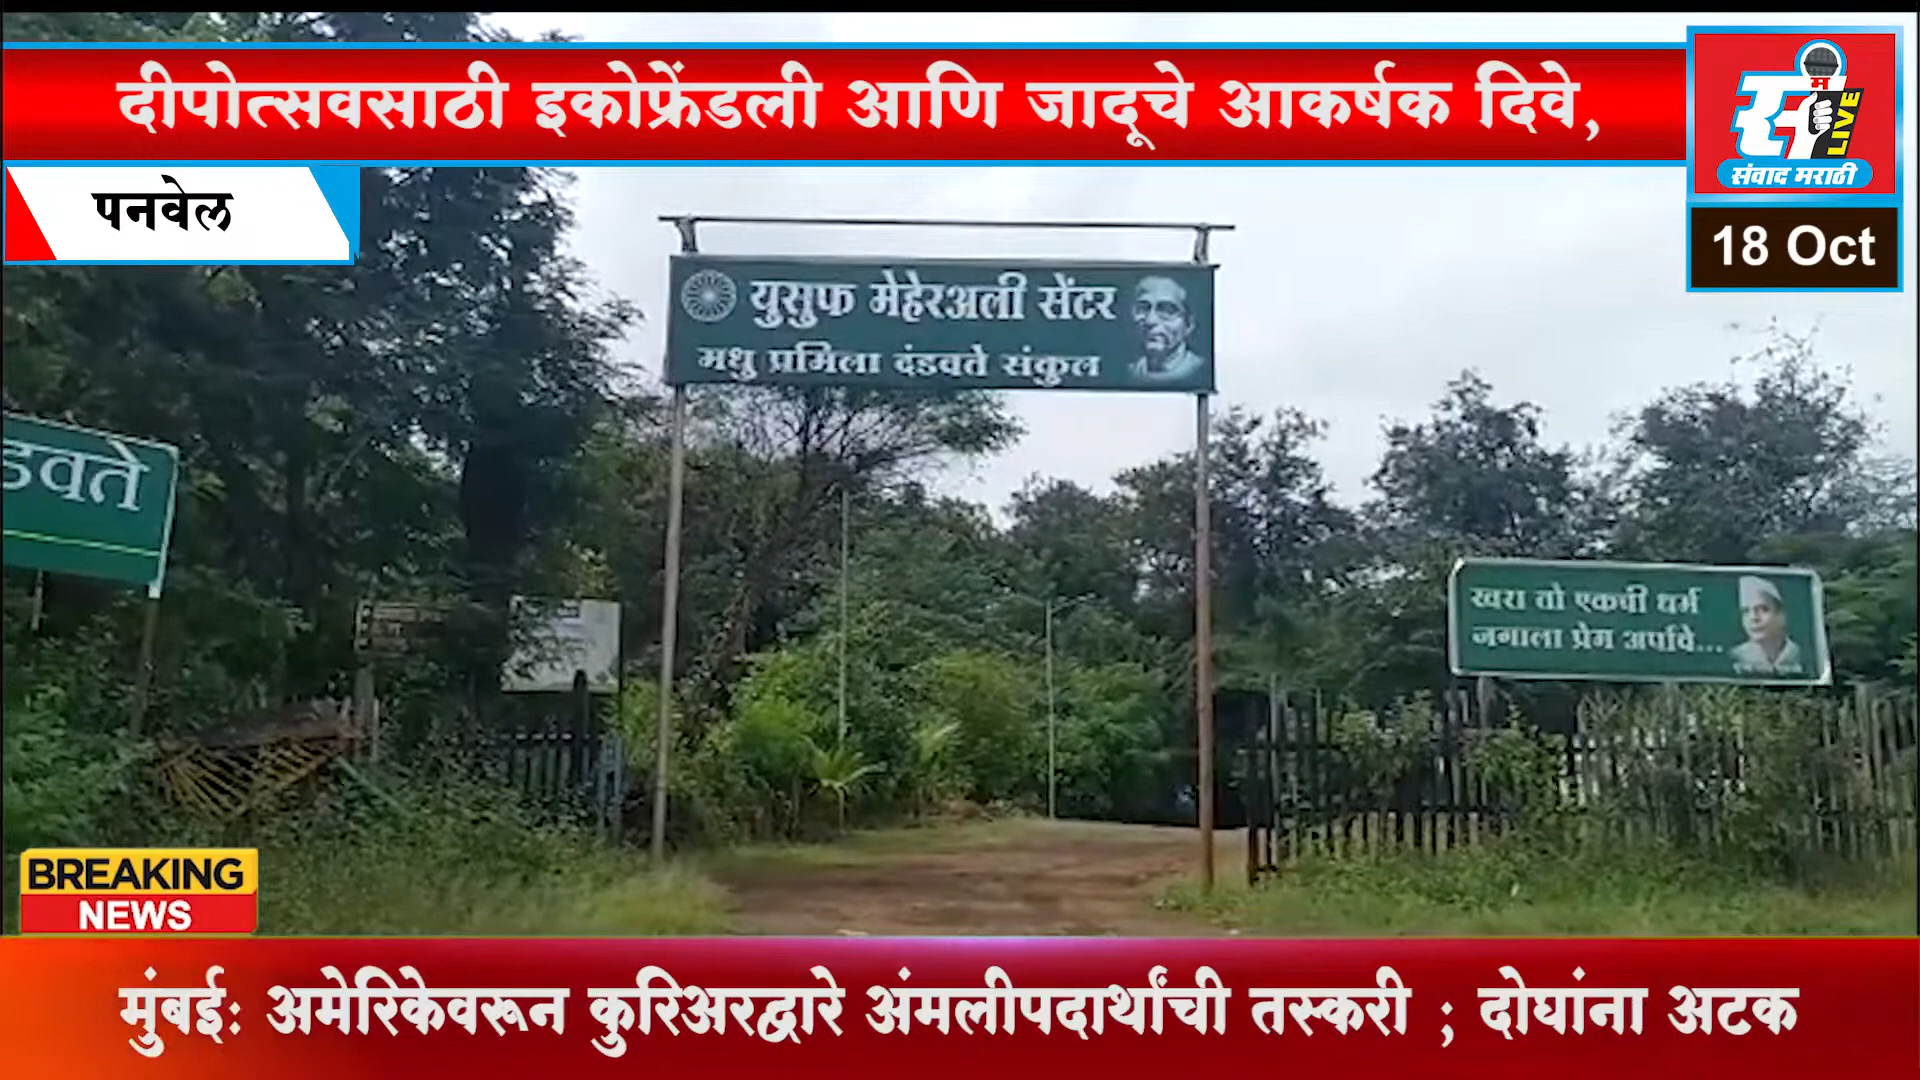 दीपोत्सवसाठी इकोफ्रेंडली आणि जादूचे आकर्षक दिवे,
म
सं
LIVE
संवाद मराठी
18 Oct
पनवेल
युसुफ मेहेरअली सेंटर
मधु प्रमिला दंडवते संकुल
डवते
खरा तो एकची धर्म
जगाला प्रेम अर्पावे...
BREAKING
NEWS
मुंबई: अमेरिकेवरून कुरिअरद्वारे अंमलीपदार्थांची तस्करी ; दोघांना अटक